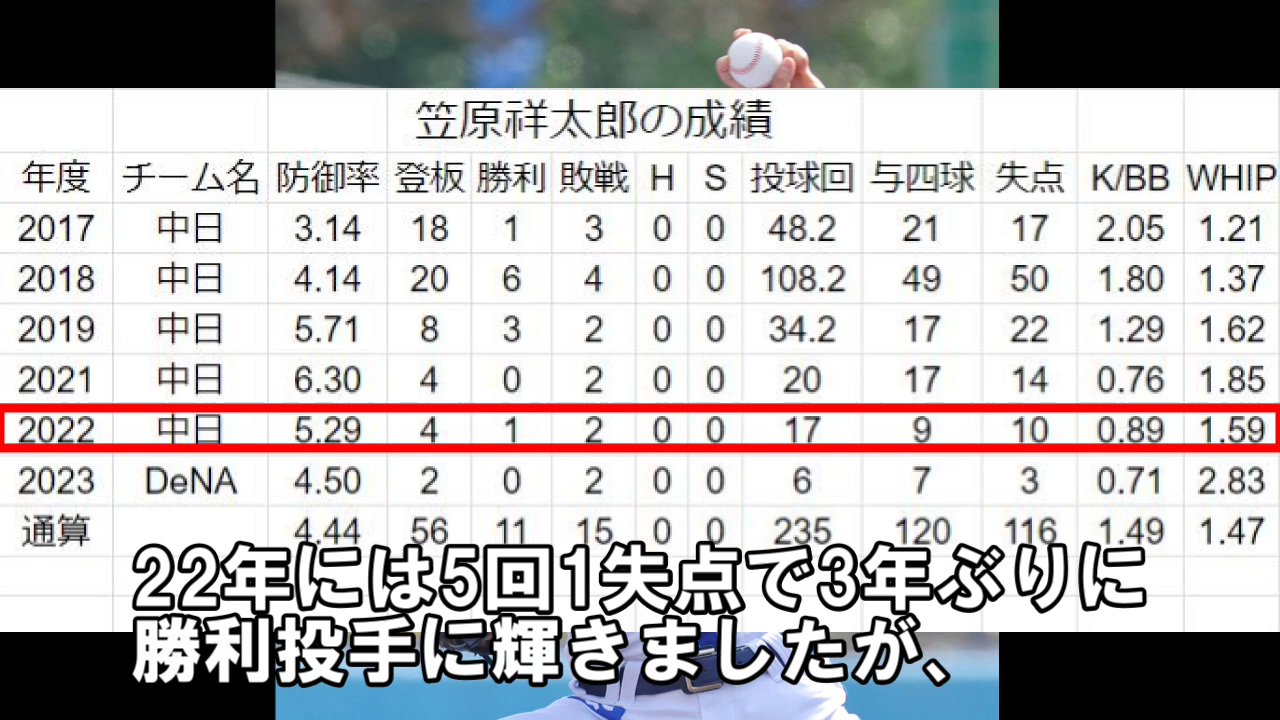 笠原祥太郎の成績
年度 チーム名 防御率 登板 勝利 敗戦 H S 投球回 与四球 失点 K/BB WHIP
2017 中日 3.14 18 1 3 0 0 48.2 21 17 2.05 1.21
2018 中日 4.14 20 6 4 0 0 108.2 49 50 1.80 1.37
2019 中日 5.71 8 3 2 0 0 34.2 17 22 1.29 1.62
2021 中日 6.30 4 0 2 0 0 20 17 14 0.76 1.85
2022 中日 5.29 4 1 2 0 0 17 9 10 0.89 1.59
2023 DeNA 4.50 2 0 2 0 0 6 7 3 0.71 2.83
通算 4.44 56 11 15 0 0 235 120 116 1.49 1.47
22年には5回1失点で3年ぶりに
勝利投手に輝きましたが、